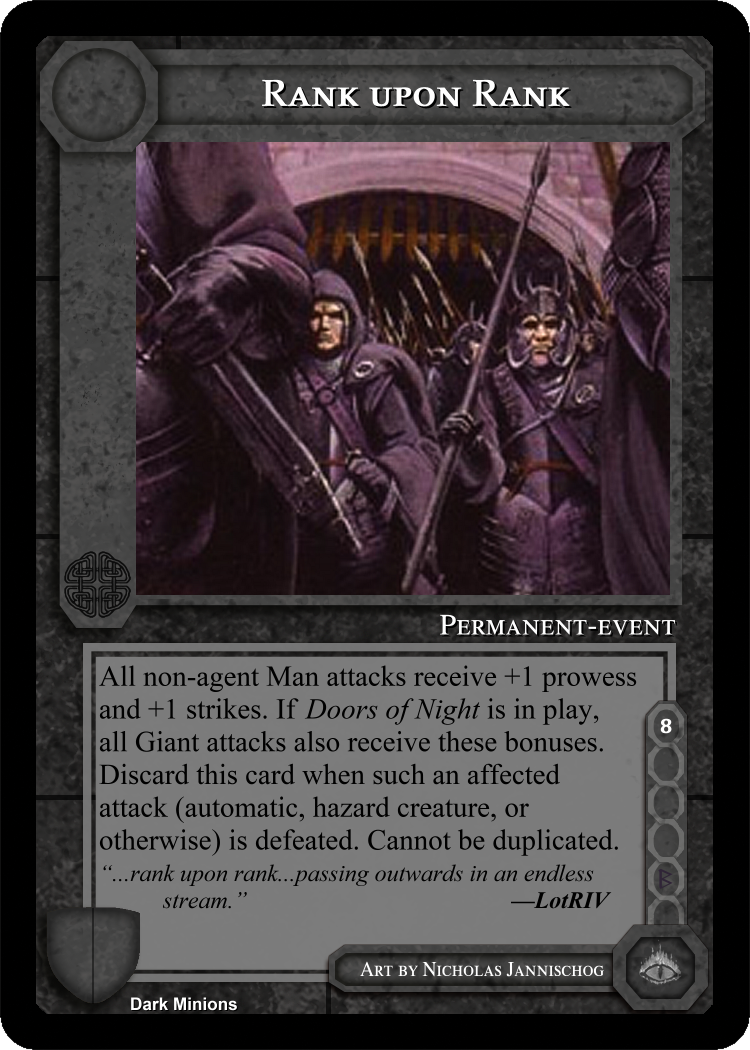 Rank upon Rank
Permanent-event
All non-agent Man attacks receive +1 prowess
and +1 strikes. If Doors of Night is in play,
all Giant attacks also receive these bonuses.
Discard this card when such an affected
attack (automatic, hazard creature, or
otherwise) is defeated. Cannot be duplicated.
“...rank upon rank...passing outwards in an endless
stream.” —LotRIV
8
B
Art by Nicholas Jannischog
Dark Minions